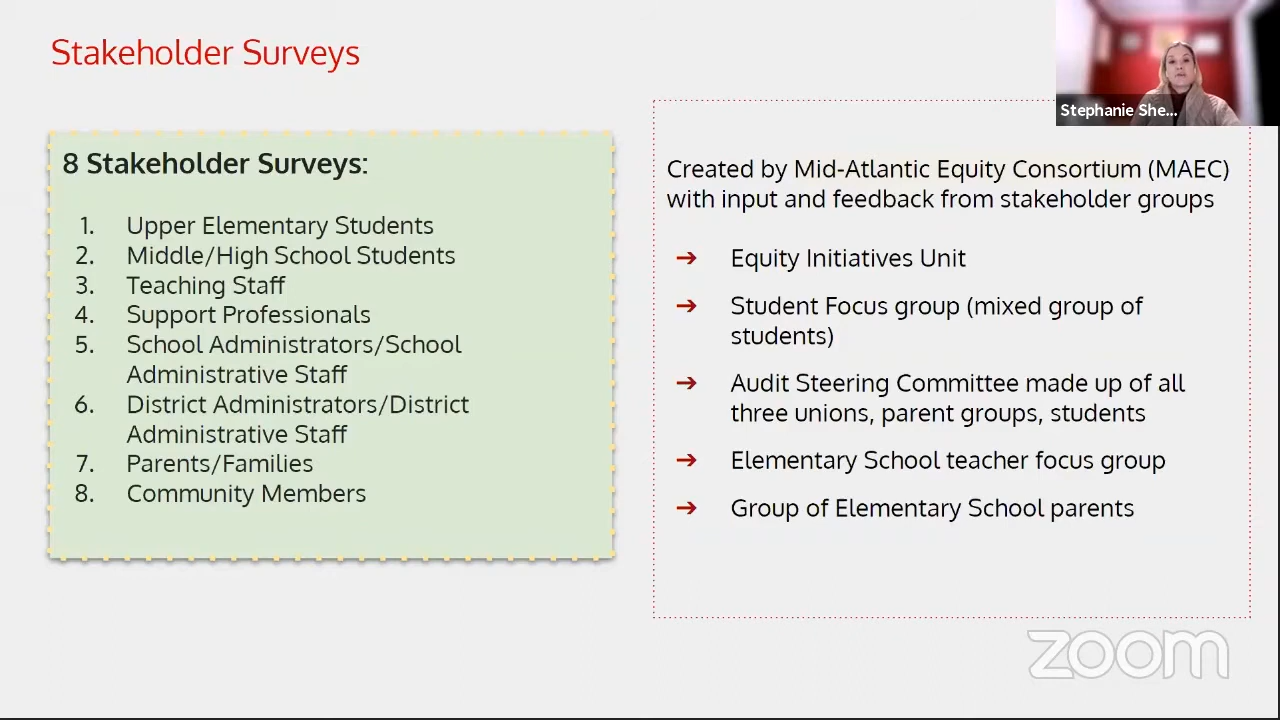 Stakeholder Surveys
Stephanie She...
8 Stakeholder Surveys:
1. Upper Elementary Students
2. Middle/High School Students
3. Teaching Staff
4. Support Professionals
5. School Administrators/School
Administrative Staff
6. District Administrators/District
Administrative Staff
7. Parents/Families
8. Community Members
Created by Mid-Atlantic Equity Consortium (MAEC)
with input and feedback from stakeholder groups
➔ Equity Initiatives Unit
➔ Student Focus group (mixed group of
students)
➔ Audit Steering Committee made up of all
three unions, parent groups, students
➔ Elementary School teacher focus group
➔ Group of Elementary School parents
zoom